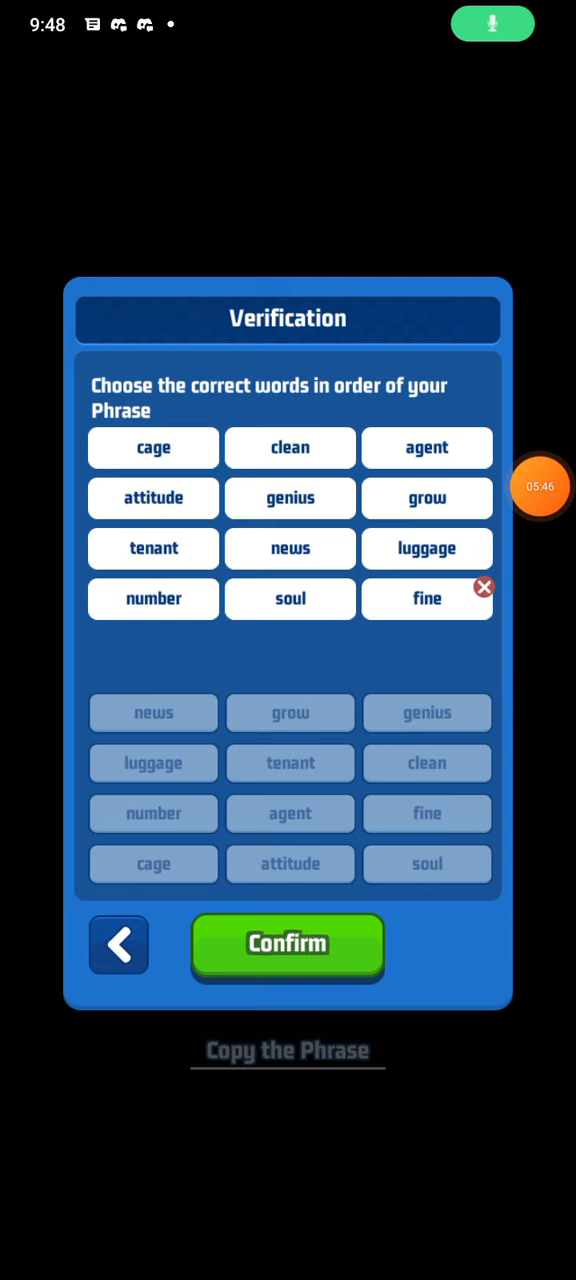 9:48
Verification
Choose the correct words in order of your
Phrase
cage clean agent
attitude genius grow
tenant news luggage
number soul fine
05:46
news grow genius
luggage tenant clean
number agent fine
cage attitude soul
Confirm
Copy the Phrase